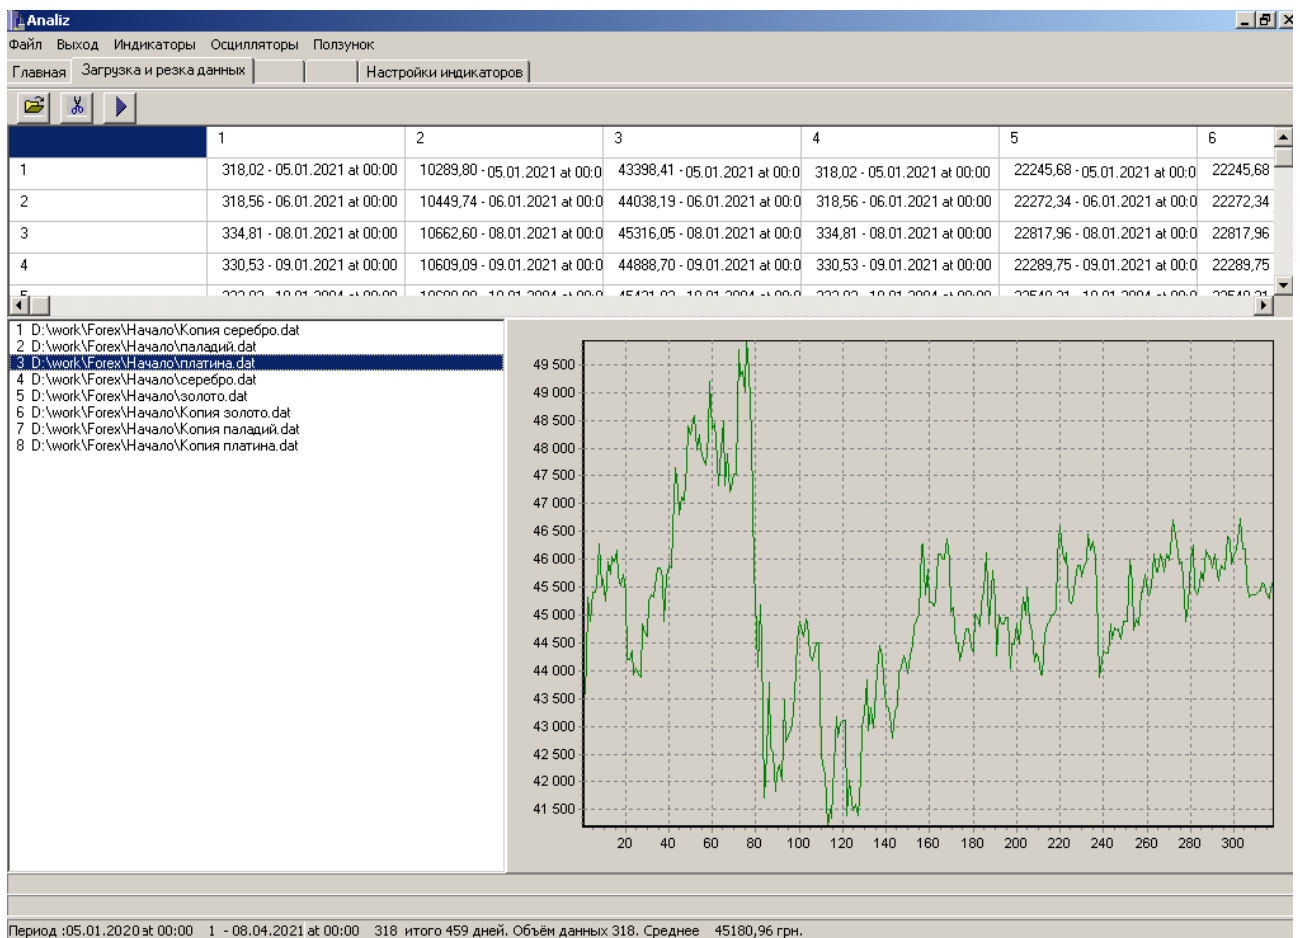 Analiz
Файл Выход Индикаторы Осцилляторы Ползунок
Главная Загрузка и резка данных Настройки индикаторов
1 2 3 4 5 6
1 318,02 - 05.01.2021 at 00:00 10289,80 - 05.01.2021 at 00:0 43398,41 - 05.01.2021 at 00:0 318,02 - 05.01.2021 at 00:00 22245,68 - 05.01.2021 at 00:0 22245,68
2 318,56 - 06.01.2021 at 00:00 10449,74 - 06.01.2021 at 00:0 44038,19 - 06.01.2021 at 00:0 318,56 - 06.01.2021 at 00:00 22272,34 - 06.01.2021 at 00:0 22272,34
3 334,81 - 08.01.2021 at 00:00 10662,60 - 08.01.2021 at 00:0 45316,05 - 08.01.2021 at 00:0 334,81 - 08.01.2021 at 00:00 22817,96 - 08.01.2021 at 00:0 22817,96
4 330,53 - 09.01.2021 at 00:00 10609,09 - 09.01.2021 at 00:0 44888,70 - 09.01.2021 at 00:0 330,53 - 09.01.2021 at 00:00 22289,75 - 09.01.2021 at 00:0 22289,75
1 D:\work\Forex\Начало\Копия серебро.dat
2 D:\work\Forex\Начало\паладий.dat
3 D:\work\Forex\Начало\платина.dat
4 D:\work\Forex\Начало\серебро.dat
5 D:\work\Forex\Начало\золото.dat
6 D:\work\Forex\Начало\Копия золото.dat
7 D:\work\Forex\Начало\Копия паладий.dat
8 D:\work\Forex\Начало\Копия платина.dat
49 500
49 000
48 500
48 000
47 500
47 000
46 500
46 000
45 500
45 000
44 500
44 000
43 500
43 000
42 500
42 000
41 500
20 40 60 80 100 120 140 160 180 200 220 240 260 280 300
Период :05.01.2020 at 00:00 1 - 08.04.2021 at 00:00 318 итого 459 дней. Объём данных 318. Среднее 45180,96 грн.